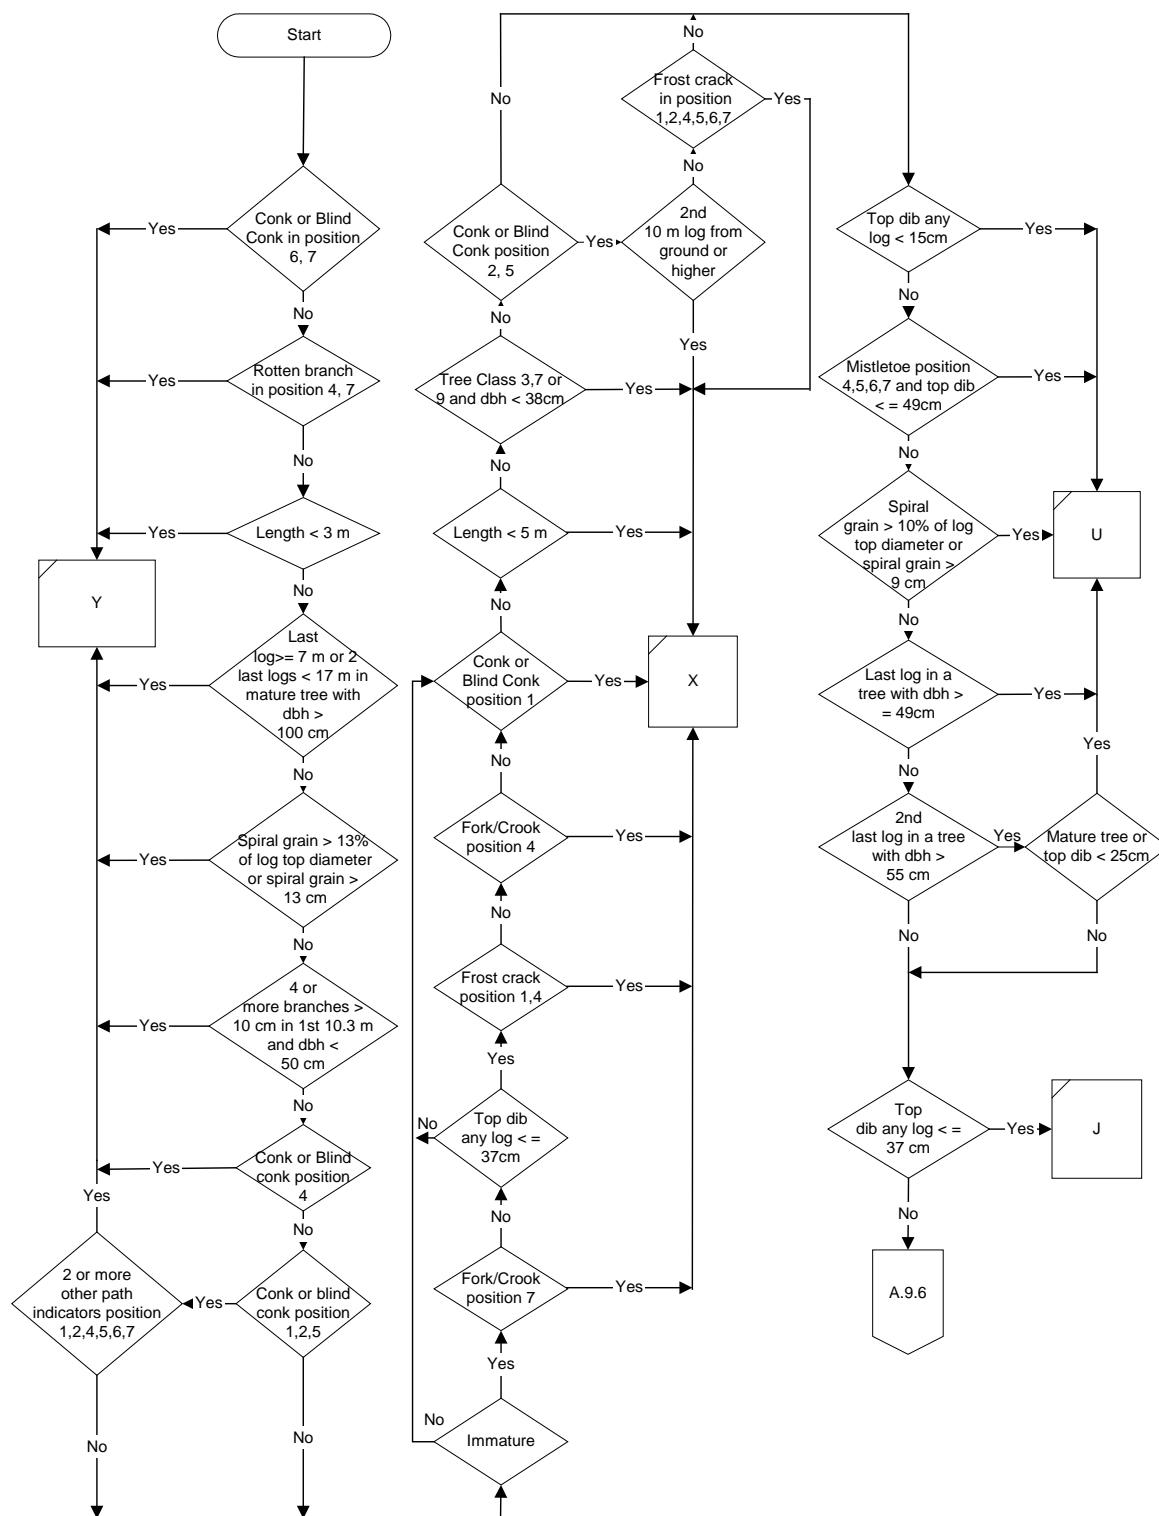 Start
Conk or Blind
Conk in position
6, 7
Yes
No
Rotten branch
in position 4, 7
Yes
No
Length < 3 m
Yes
No
Y
Last
log>= 7 m or 2
last logs < 17 m in
mature tree with
dbh >
100 cm
Yes
No
Spiral grain > 13%
of log top diameter
or spiral grain >
13 cm
Yes
No
4 or
more branches >
10 cm in 1st 10.3 m
and dbh <
50 cm
Yes
No
Conk or Blind
conk position
4
Yes
No
Conk or blind
conk position
1,2,5
Yes
No
2 or more
other path
indicators position
1,2,4,5,6,7
Yes
No
Immature
No
Yes
Fork/Crook
position 7
Yes
No
Top dib
any log < =
37cm
No
Yes
Frost crack
position 1,4
Yes
No
Fork/Crook
position 4
Yes
No
Conk or
Blind Conk
position 1
Yes
No
X
Length < 5 m
Yes
No
Tree Class 3,7 or
9 and dbh < 38cm
Yes
No
Conk or Blind
Conk position
2, 5
Yes
No
2nd
10 m log from
ground or
higher
Yes
No
Frost crack
in position
1,2,4,5,6,7
Yes
No
Top dib any
log < 15cm
Yes
No
Mistletoe position
4,5,6,7 and top dib
< = 49cm
Yes
No
Spiral
grain > 10% of log
top diameter or
spiral grain >
9 cm
Yes
No
U
Last log in a
tree with dbh >
= 49cm
Yes
No
2nd
last log in a tree
with dbh >
55 cm
Yes
No
Mature tree or
top dib < 25cm
Yes
No
Top
dib any log < =
37 cm
Yes
No
J
A.9.6